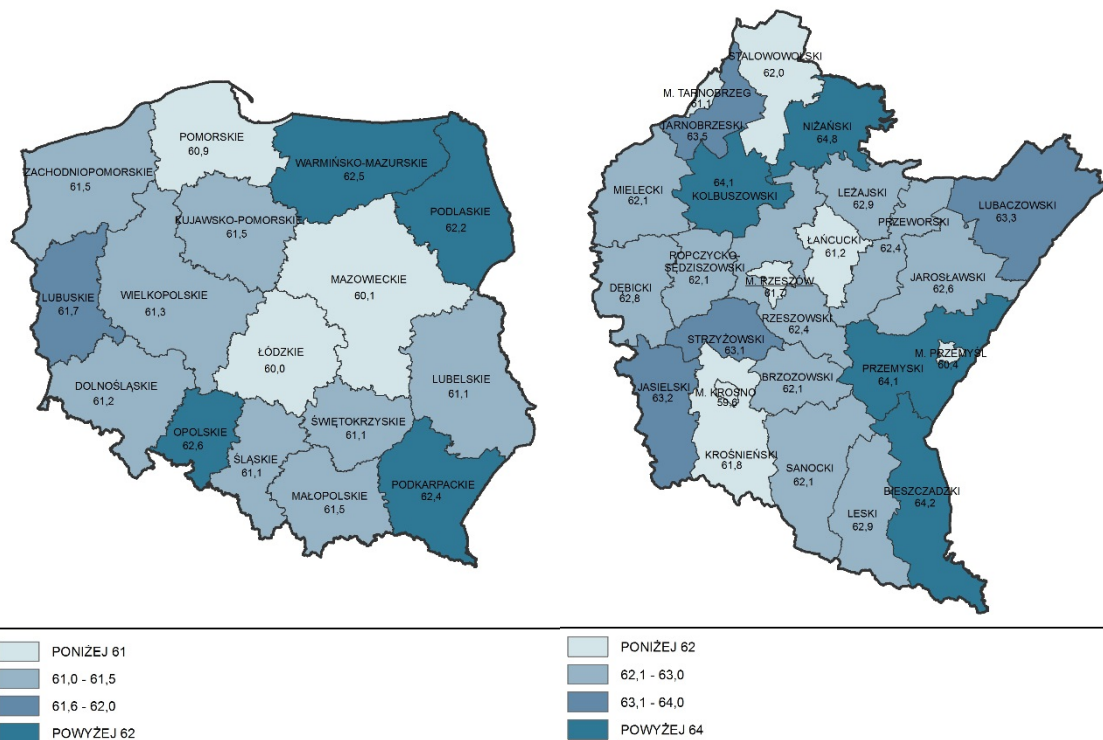 POMORSKIE
60,9
WARMIŃSKO-MAZURSKIE
62,5
ZACHODNIOPOMORSKIE
61,5
PODLASKIE
62,2
KUJAWSKO-POMORSKIE
61,5
MAZOWIECKIE
60,1
LUBUSKIE
61,7
WIELKOPOLSKIE
61,3
ŁÓDZKIE
60,0
DOLNOŚLĄSKIE
61,2
LUBELSKIE
61,1
OPOLSKIE
62,6
ŚWIĘTOKRZYSKIE
61,1
ŚLĄSKIE
61,1
MAŁOPOLSKIE
61,5
PODKARPACKIE
62,4
PONIŻEJ 61
61,0 - 61,5
61,6 - 62,0
POWYŻEJ 62
STALOWOWOLSKI
62,0
M. TARNOBRZEG
61,1
TARNOBRZESKI
63,5
NIŻAŃSKI
64,8
64,1
KOLBUSZOWSKI
MIELECKI
62,1
LEŻAJSKI
62,9
LUBACZOWSKI
63,3
PRZEWORSKI
62,4
ŁAŃCUCKI
61,2
ROPCZYCKO-
SĘDZISZOWSKI
62,1
M. RZESZÓW
61,7
JAROSŁAWSKI
62,6
DĘBICKI
62,8
RZESZOWSKI
62,4
STRZYŻOWSKI
63,1
M. PRZEMYŚL
60,4
PRZEMYSKI
64,1
JASIELSKI
63,2
M. KROSNO
59,6
BRZOZOWSKI
62,1
KROŚNIEŃSKI
61,8
SANOCKI
62,1
BIESZCZADZKI
64,2
LESKI
62,9
PONIŻEJ 62
62,1 - 63,0
63,1 - 64,0
POWYŻEJ 64